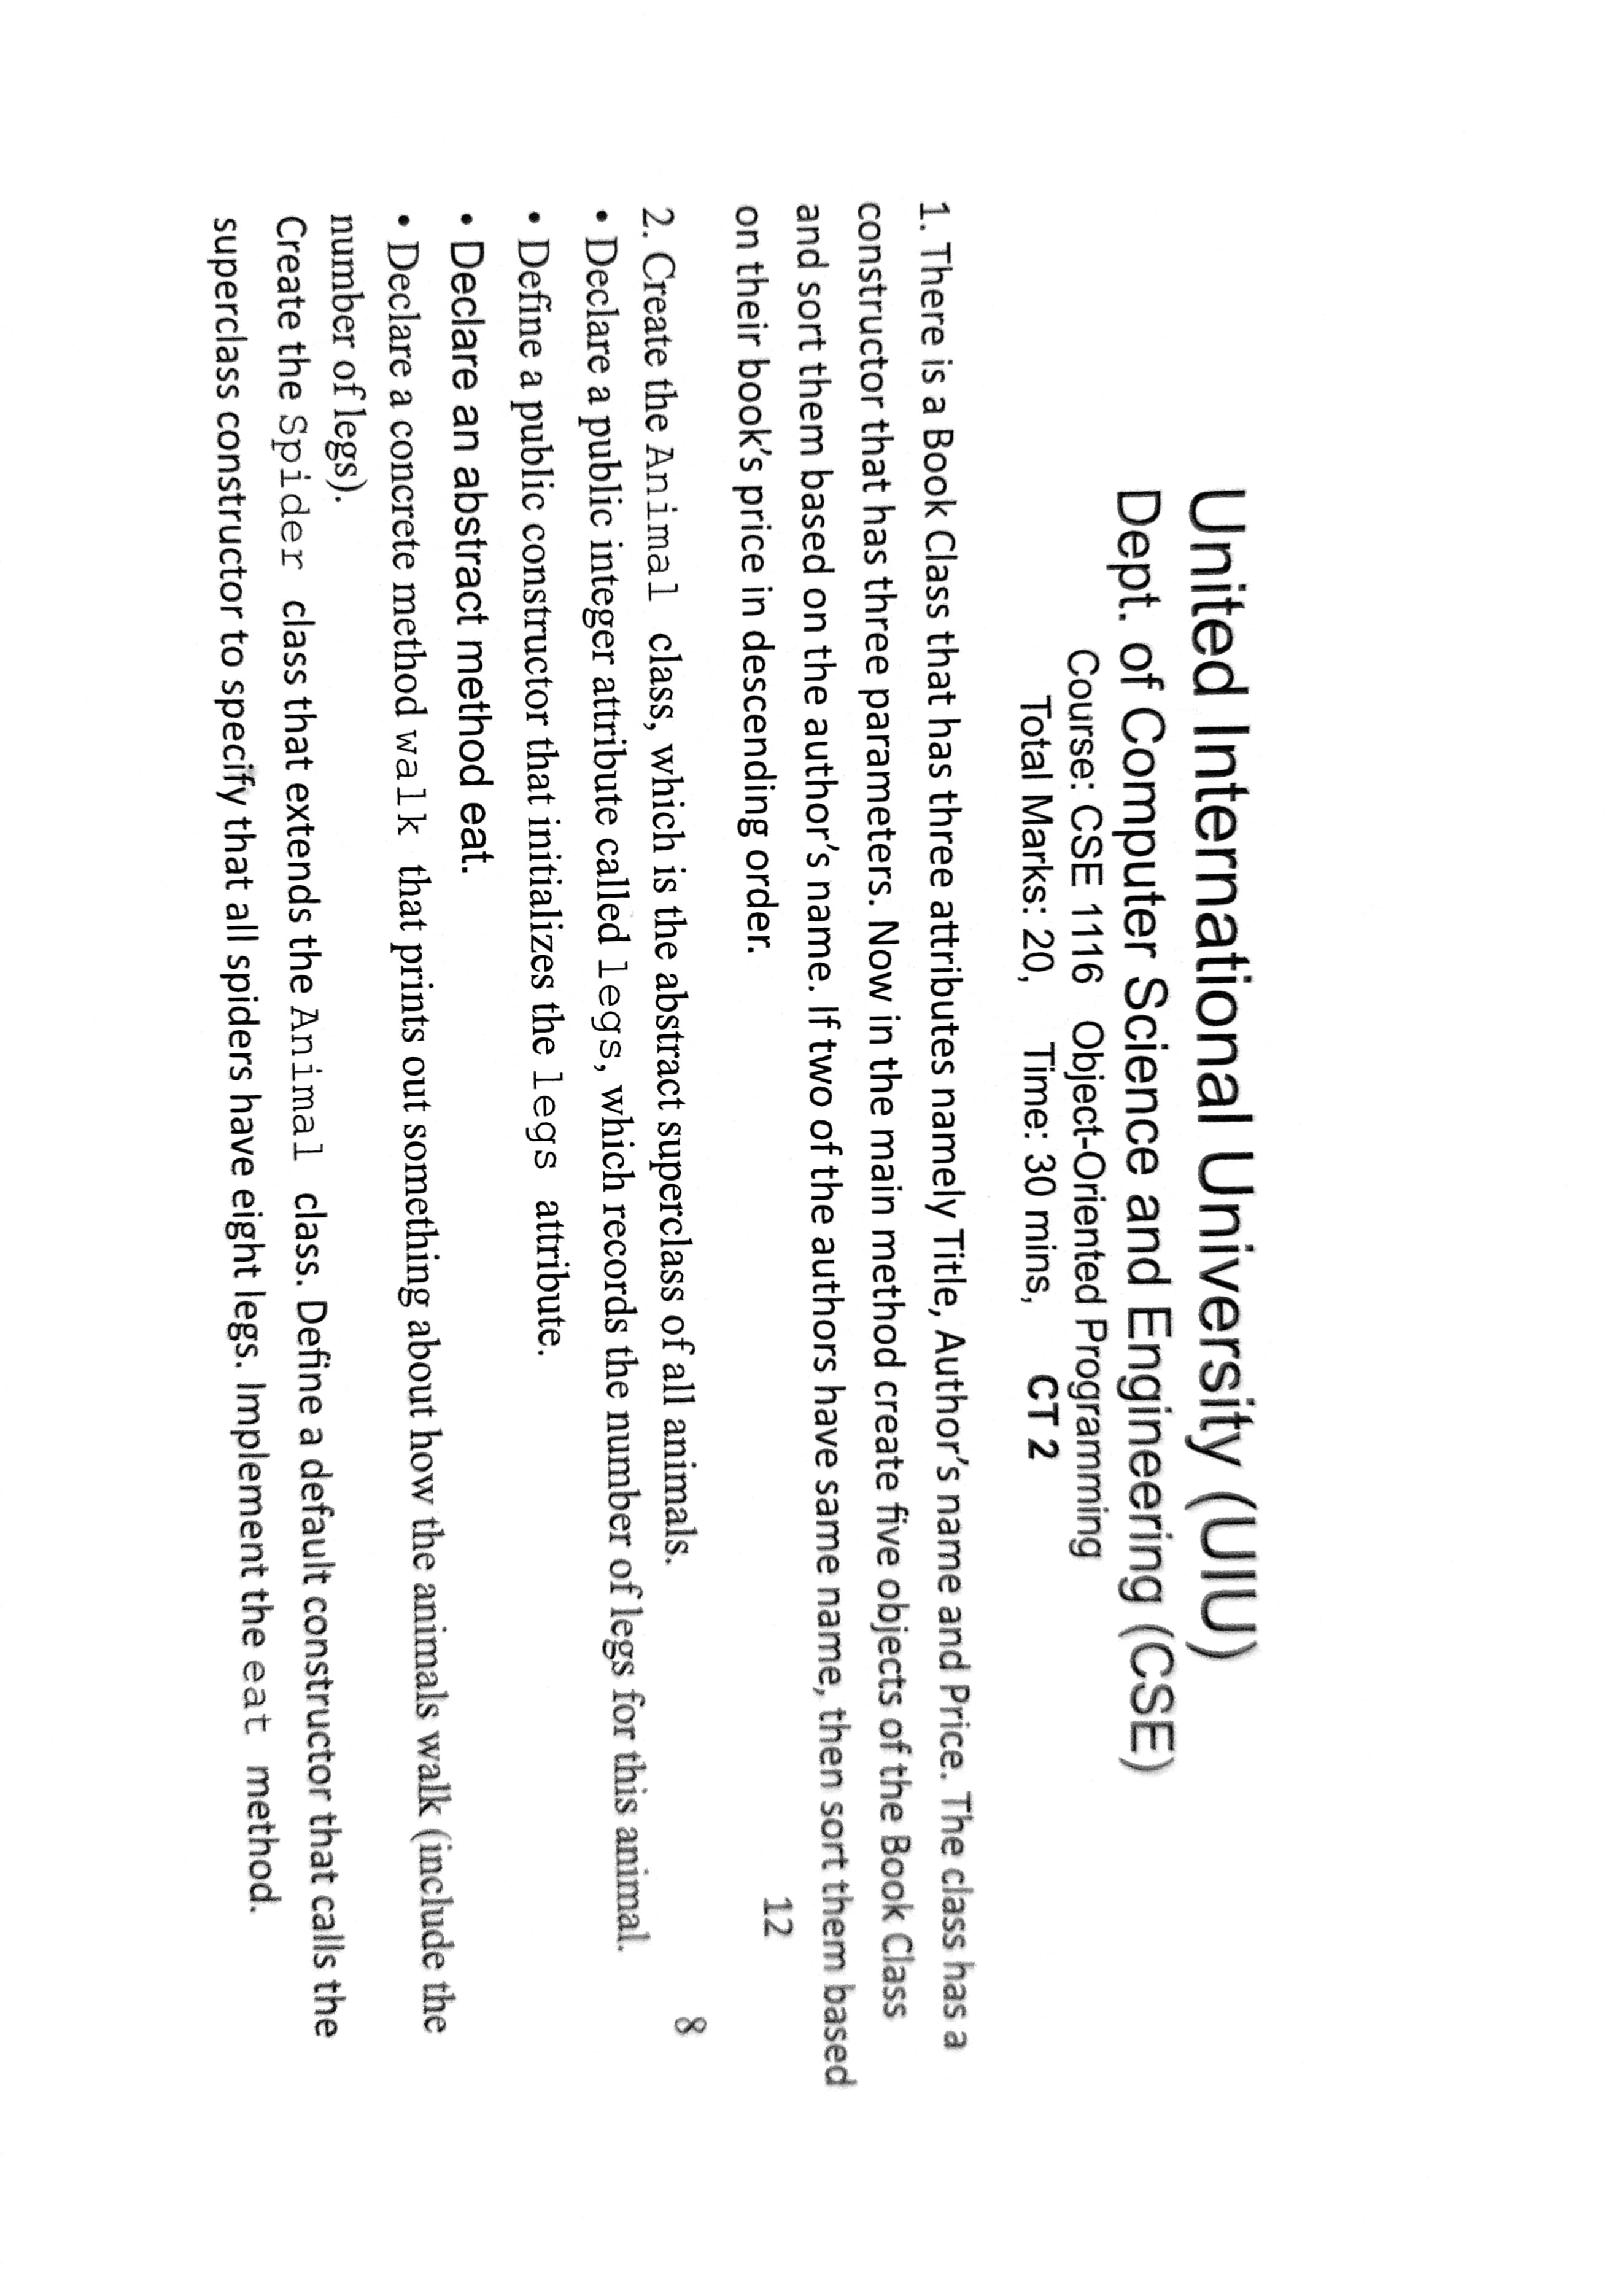 United International University (UIU)
Dept. of Computer Science and Engineering (CSE)
Course: CSE 1116 Object-Oriented Programming
Total Marks: 20, Time: 30 mins, CT 2
1. There is a Book Class that has three attributes namely Title, Author’s name and Price. The class has a
constructor that has three parameters. Now in the main method create five objects of the Book Class
and sort them based on the author’s name. If two of the authors have same name, then sort them based
on their book’s price in descending order. 12
2. Create the Animal class, which is the abstract superclass of all animals. 8
• Declare a public integer attribute called legs, which records the number of legs for this animal.
• Define a public constructor that initializes the legs attribute.
• Declare an abstract method eat.
• Declare a concrete method walk that prints out something about how the animals walk (include the
number of legs).
Create the Spider class that extends the Animal class. Define a default constructor that calls the
superclass constructor to specify that all spiders have eight legs. Implement the eat method.